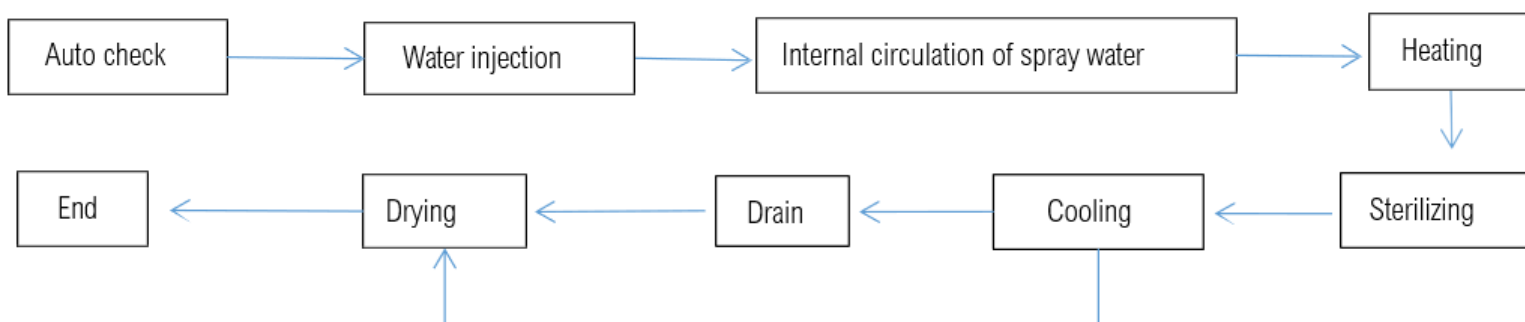 Auto check
Water injection
Internal circulation of spray water
Heating
End
Drying
Drain
Cooling
Sterilizing